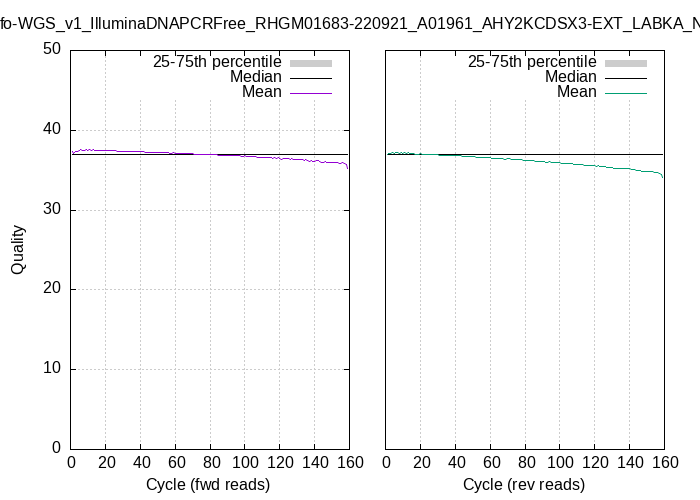 fo-WGS_v1_IlluminaDNAPCRFree_RHGM01683-220921_A01961_AHY2KCDSX3-EXT_LABKA_N
50
40
30
20
10
0
Quality
25-75th percentile
Median
Mean
0 20 40 60 80 100 120 140 160
Cycle (fwd reads)
25-75th percentile
Median
Mean
0 20 40 60 80 100 120 140 160
Cycle (rev reads)